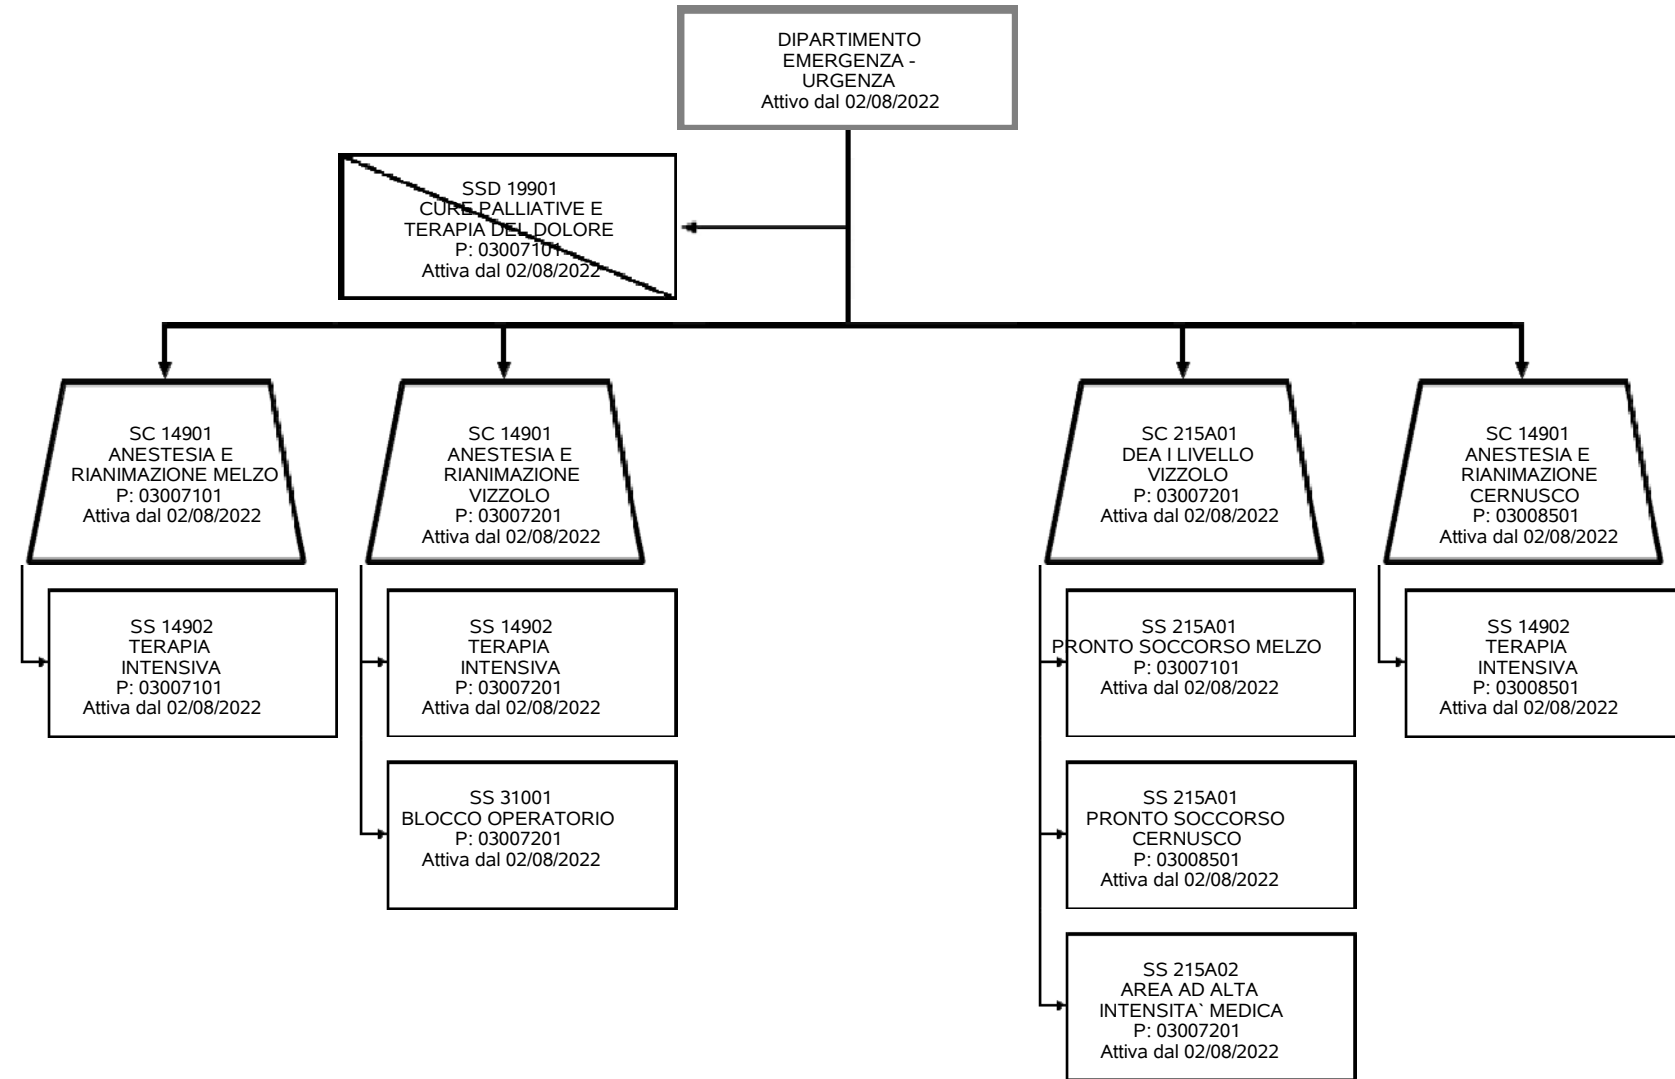 DIPARTIMENTO
EMERGENZA -
URGENZA
Attivo dal 02/08/2022
SSD 19901
CURE PALLIATIVE E
TERAPIA DEL DOLORE
P: 03007101
Attiva dal 02/08/2022
SC 14901
ANESTESIA E
RIANIMAZIONE MELZO
P: 03007101
Attiva dal 02/08/2022
SC 14901
ANESTESIA E
RIANIMAZIONE
VIZZOLO
P: 03007201
Attiva dal 02/08/2022
SC 215A01
DEA I LIVELLO
VIZZOLO
P: 03007201
Attiva dal 02/08/2022
SC 14901
ANESTESIA E
RIANIMAZIONE
CERNUSCO
P: 03008501
Attiva dal 02/08/2022
SS 14902
TERAPIA
INTENSIVA
P: 03007101
Attiva dal 02/08/2022
SS 14902
TERAPIA
INTENSIVA
P: 03007201
Attiva dal 02/08/2022
SS 215A01
PRONTO SOCCORSO MELZO
P: 03007101
Attiva dal 02/08/2022
SS 14902
TERAPIA
INTENSIVA
P: 03008501
Attiva dal 02/08/2022
SS 31001
BLOCCO OPERATORIO
P: 03007201
Attiva dal 02/08/2022
SS 215A01
PRONTO SOCCORSO
CERNUSCO
P: 03008501
Attiva dal 02/08/2022
SS 215A02
AREA AD ALTA
INTENSITA` MEDICA
P: 03007201
Attiva dal 02/08/2022